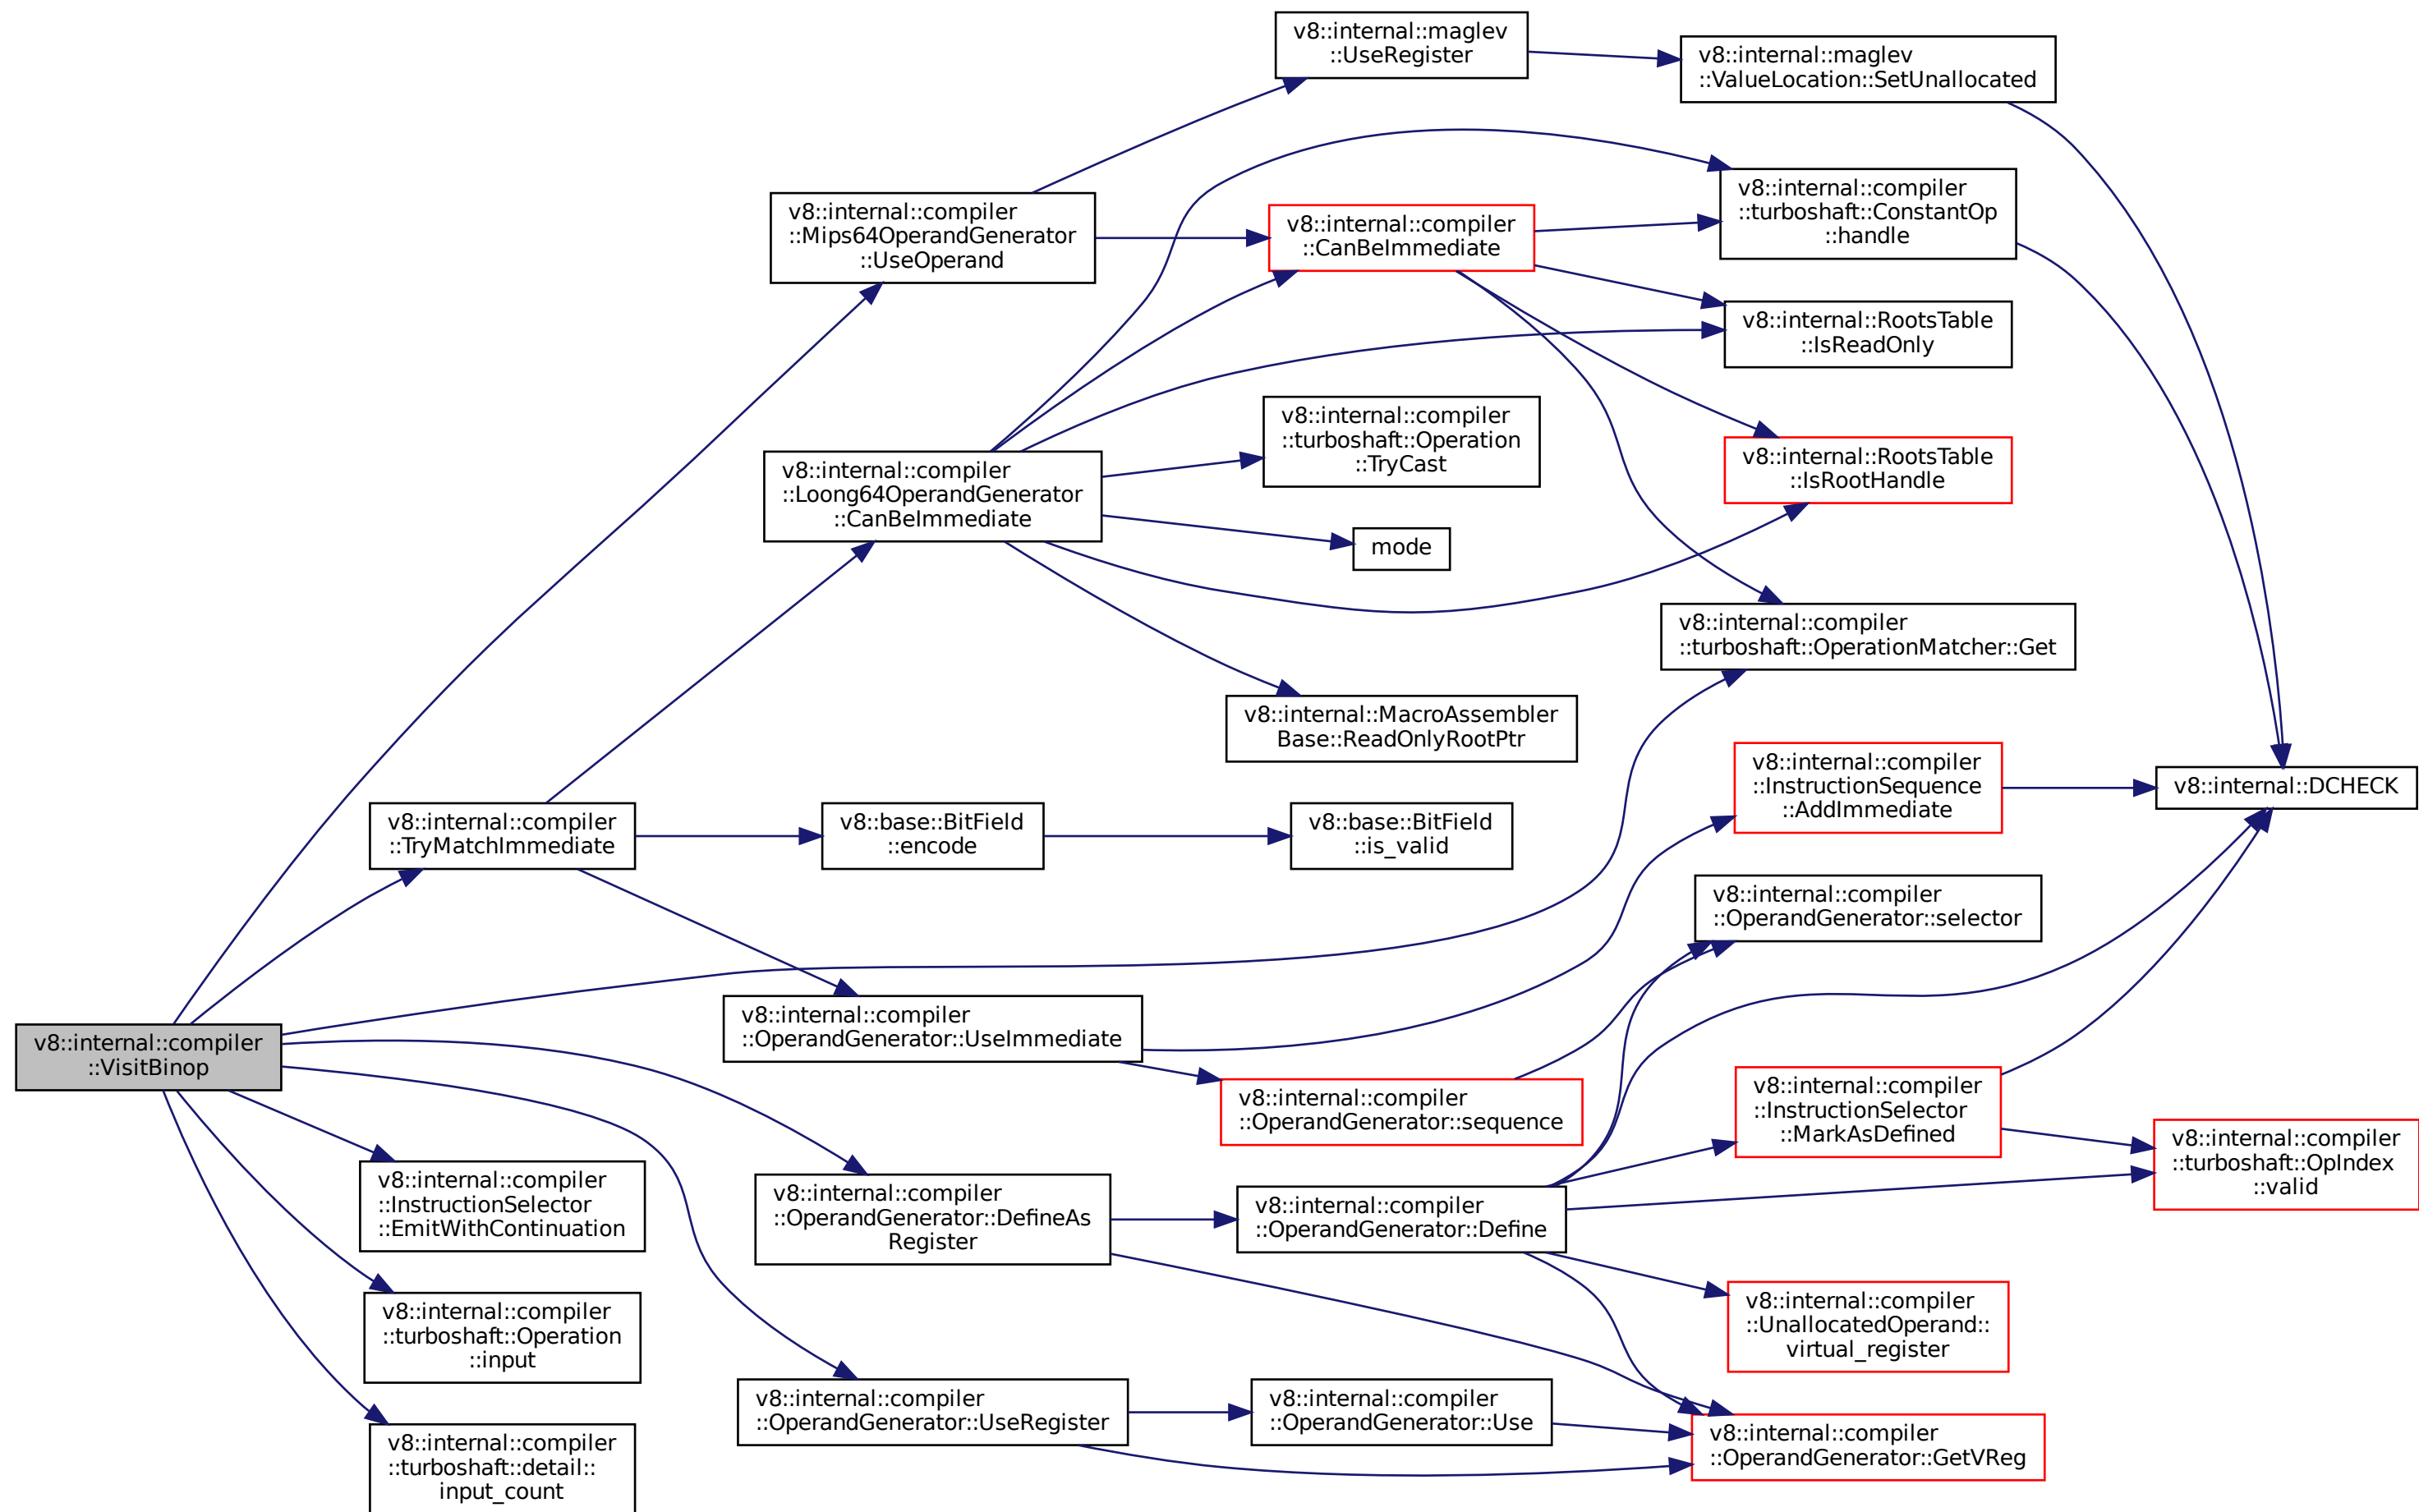 v8::internal::maglev
::UseRegister
v8::internal::maglev
::ValueLocation::SetUnallocated
v8::internal::compiler
::turboshaft::ConstantOp
::handle
v8::internal::compiler
::Mips64OperandGenerator
::UseOperand
v8::internal::compiler
::CanBeImmediate
v8::internal::RootsTable
::IsReadOnly
v8::internal::compiler
::turboshaft::Operation
::TryCast
v8::internal::RootsTable
::IsRootHandle
v8::internal::compiler
::Loong64OperandGenerator
::CanBeImmediate
mode
v8::internal::compiler
::turboshaft::OperationMatcher::Get
v8::internal::MacroAssembler
Base::ReadOnlyRootPtr
v8::internal::compiler
::InstructionSequence
::AddImmediate
v8::internal::DCHECK
v8::internal::compiler
::TryMatchImmediate
v8::base::BitField
::encode
v8::base::BitField
::is_valid
v8::internal::compiler
::OperandGenerator::selector
v8::internal::compiler
::OperandGenerator::UseImmediate
v8::internal::compiler
::VisitBinop
v8::internal::compiler
::OperandGenerator::sequence
v8::internal::compiler
::InstructionSelector
::MarkAsDefined
v8::internal::compiler
::turboshaft::OpIndex
::valid
v8::internal::compiler
::InstructionSelector
::EmitWithContinuation
v8::internal::compiler
::OperandGenerator::DefineAs
Register
v8::internal::compiler
::OperandGenerator::Define
v8::internal::compiler
::UnallocatedOperand::
virtual_register
v8::internal::compiler
::turboshaft::Operation
::input
v8::internal::compiler
::OperandGenerator::UseRegister
v8::internal::compiler
::OperandGenerator::Use
v8::internal::compiler
::OperandGenerator::GetVReg
v8::internal::compiler
::turboshaft::detail::
input_count